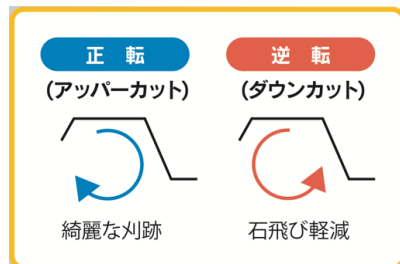 正 転
(アッパーカット)
綺麗な刈跡
逆 転
(ダウンカット)
石飛び軽減